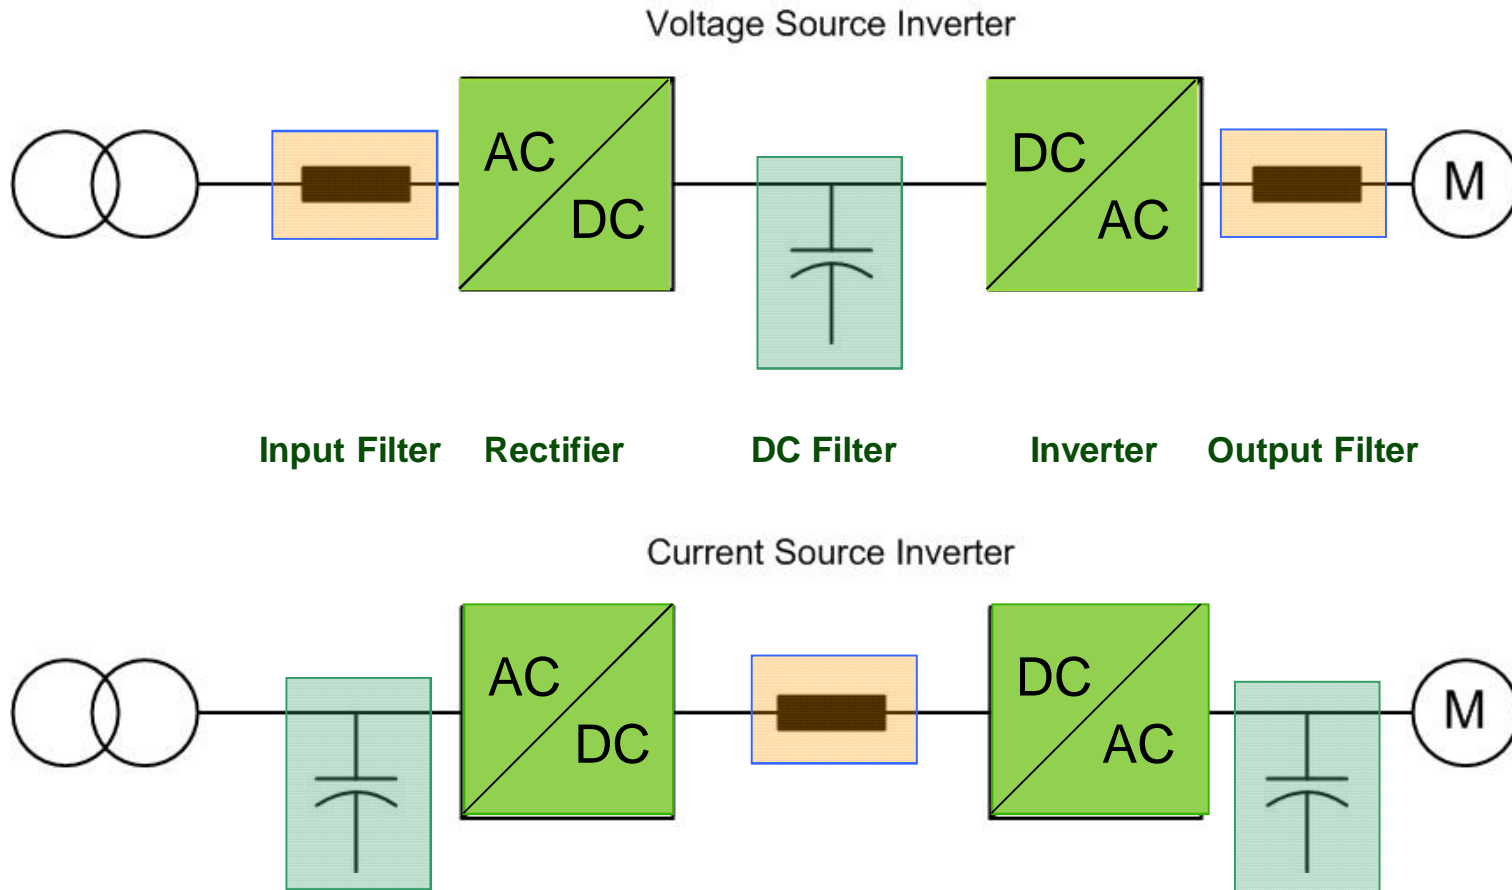 Voltage Source Inverter
AC
DC
DC
AC
M
Input Filter Rectifier DC Filter Inverter Output Filter
Current Source Inverter
AC
DC
DC
AC
M